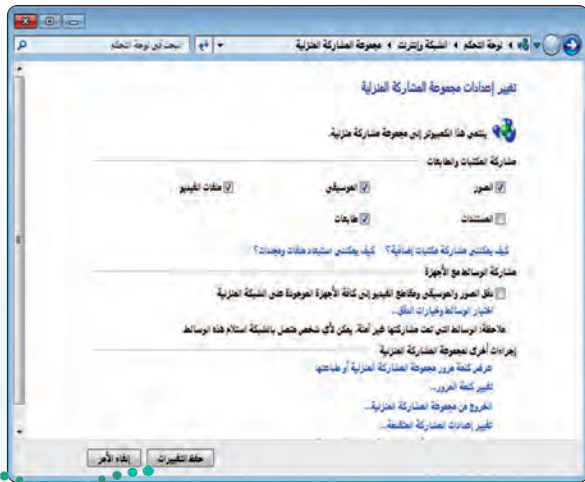 لوحة التحكم ‹ الشبكة وإنترنت ‹ مجموعة المشاركة المنزلية
البحث في لوحة التحكم
تغيير إعدادات مجموعة المشاركة المنزلية
ينتمي هذا الكمبيوتر إلى مجموعة مشاركة منزلية.
مشاركة المكتبات والطابعات
الصور الموسيقى ملفات الفيديو
المستندات طابعات
كيف يمكنني مشاركة مكتبات إضافية؟ كيف يمكنني استبعاد ملفات ومجلدات؟
مشاركة الوسائط مع الأجهزة
نقل الصور والموسيقى ومقاطع الفيديو إلى كافة الأجهزة الموجودة على الشبكة المنزلية
اختيار الوسائط وخيارات الدفق...
ملاحظة: الوسائط التي تمت مشاركتها غير آمنة. يمكن لأي شخص متصل بالشبكة استلام هذه الوسائط.
إجراءات أخرى لمجموعة المشاركة المنزلية
عرض كلمة مرور مجموعة المشاركة المنزلية أو طباعتها
تغيير كلمة المرور...
الخروج من مجموعة المشاركة المنزلية...
تغيير إعدادات المشاركة المتقدمة...
حفظ التغييرات إلغاء الأمر